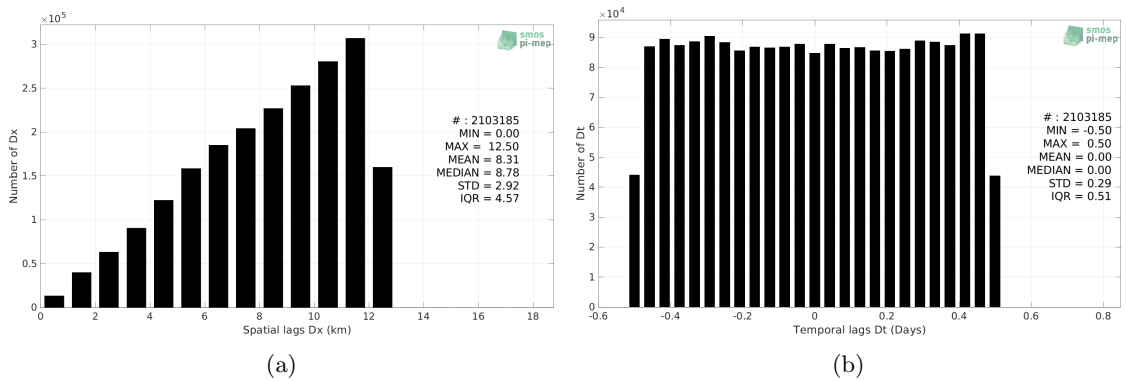 ×10⁵
3
2.5
2
1.5
1
0.5
0
0 2 4 6 8 10 12 14 16 18
Number of Dx
Spatial lags Dx (km)
smos
pi-mep
# : 2103185
MIN = 0.00
MAX = 12.50
MEAN = 8.31
MEDIAN = 8.78
STD = 2.92
IQR = 4.57
(a)
×10⁴
9
8
7
6
5
4
3
2
1
0
-0.6 -0.4 -0.2 0 0.2 0.4 0.6 0.8
Number of Dt
Temporal lags Dt (Days)
smos
pi-mep
# : 2103185
MIN = -0.50
MAX = 0.50
MEAN = 0.00
MEDIAN = 0.00
STD = 0.29
IQR = 0.51
(b)